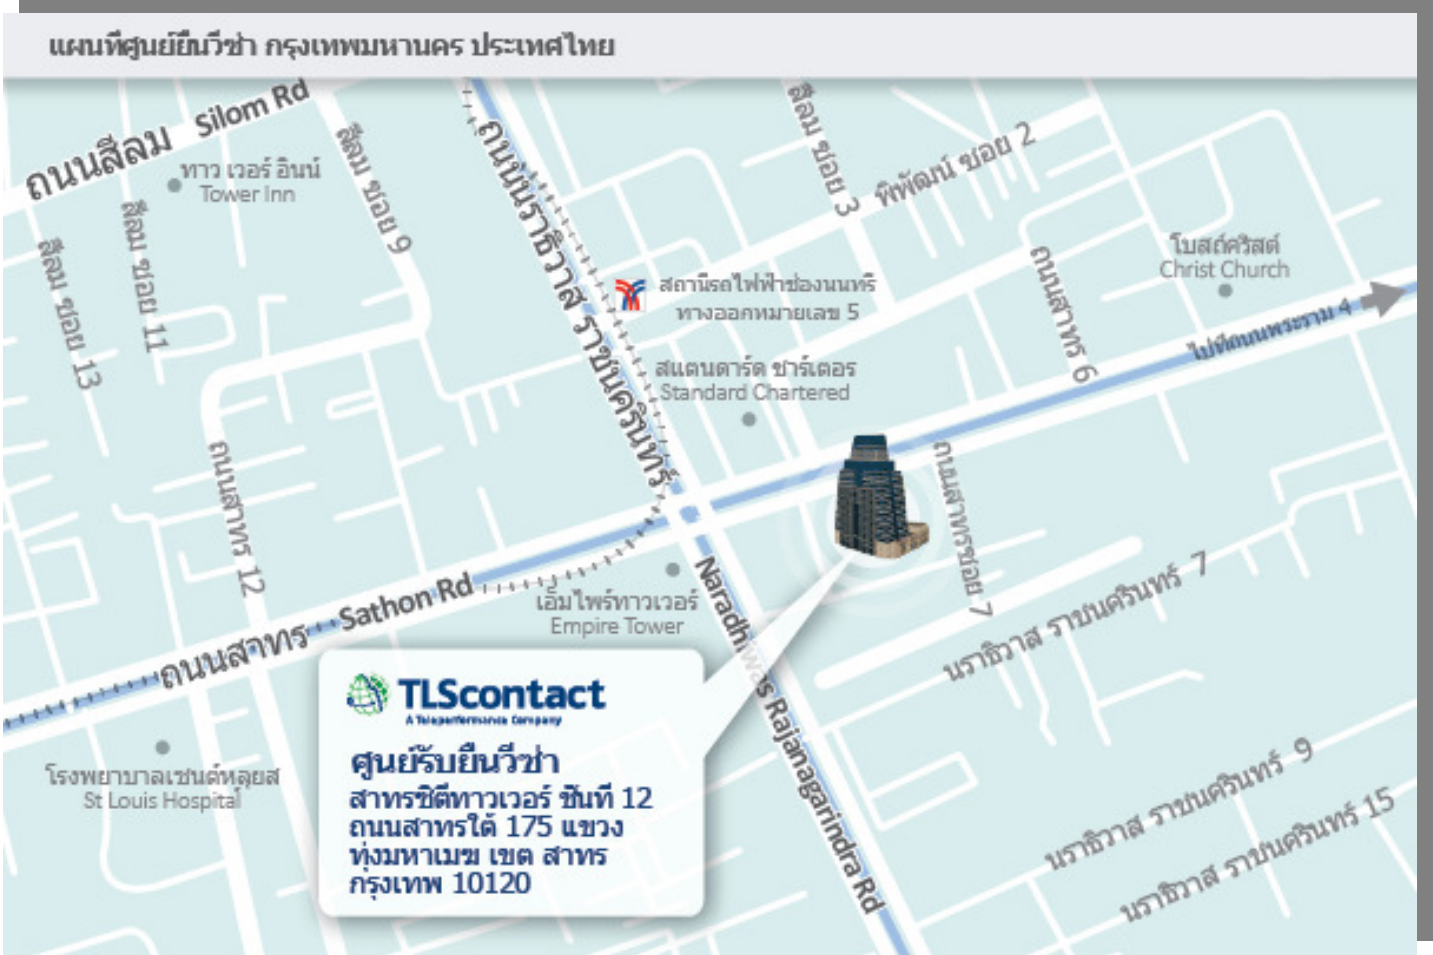 แผนที่ศูนย์ยื่นวีซ่า กรุงเทพมหานคร ประเทศไทย
ถนนสีลม Silom Rd
ทาว เวอร์ อินน์
Tower Inn
สีลม ซอย 9
สีลม ซอย 11
สีลม ซอย 13
ถนนนราธิวาส ราชนครินทร์
สีลม ซอย 3
พิพัฒน์ ซอย 2
สถานีรถไฟฟ้าช่องนนทรี
ทางออกหมายเลข 5
โบสถ์คริสต์
Christ Church
ถนนสาทร 6
ไปที่ถนนพระราม 4
สแตนดาร์ด ชาร์เตอร
Standard Chartered
ถนนสาทร 12
ถนนสาทรซอย 7
ถนนสาทร Sathon Rd
เอ็มไพร์ทาวเวอร์
Empire Tower
Naradhiwas Rajanagarindra Rd
นราธิวาส ราชนครินทร์ 7
โรงพยาบาลเซนต์หลุยส
St Louis Hospital
TLScontact
A Teleperformance Company
ศูนย์รับยื่นวีซ่า
สาทรซิตี้ทาวเวอร์ ชั้นที่ 12
ถนนสาทรใต้ 175 แขวง
ทุ่งมหาเมฆ เขต สาทร
กรุงเทพ 10120
นราธิวาส ราชนครินทร์ 9
นราธิวาส ราชนครินทร์ 15